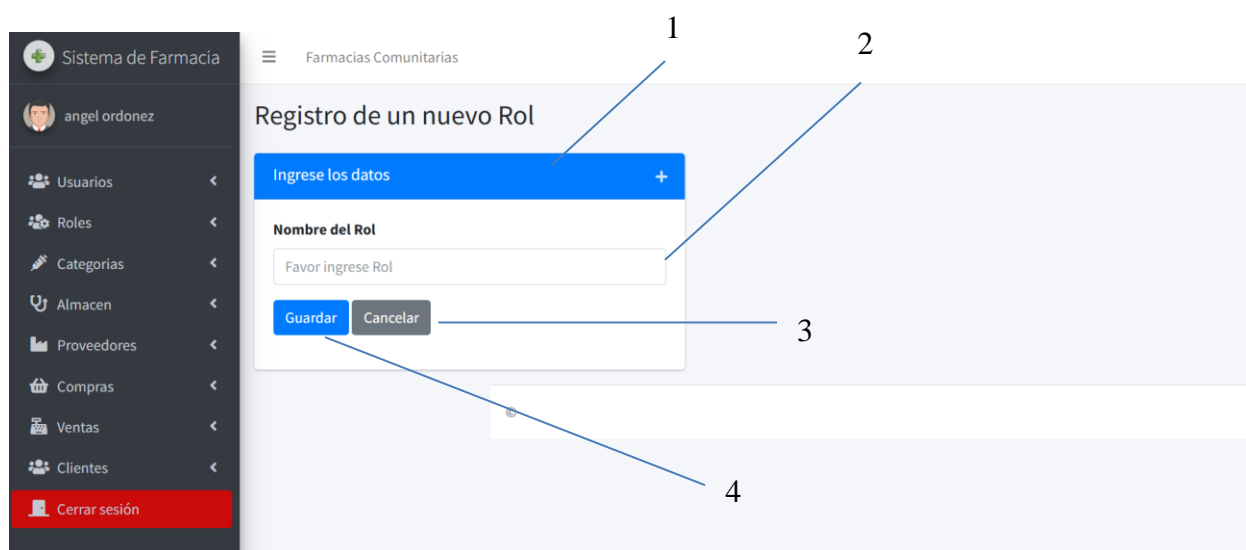 1
2
Sistema de Farmacia
Farmacias Comunitarias
angel ordonez
Registro de un nuevo Rol
Ingrese los datos +
Usuarios
Roles
Nombre del Rol
Categorias
Favor ingrese Rol
Almacen
Guardar Cancelar
3
Proveedores
Compras
©
Ventas
Clientes
4
Cerrar sesión